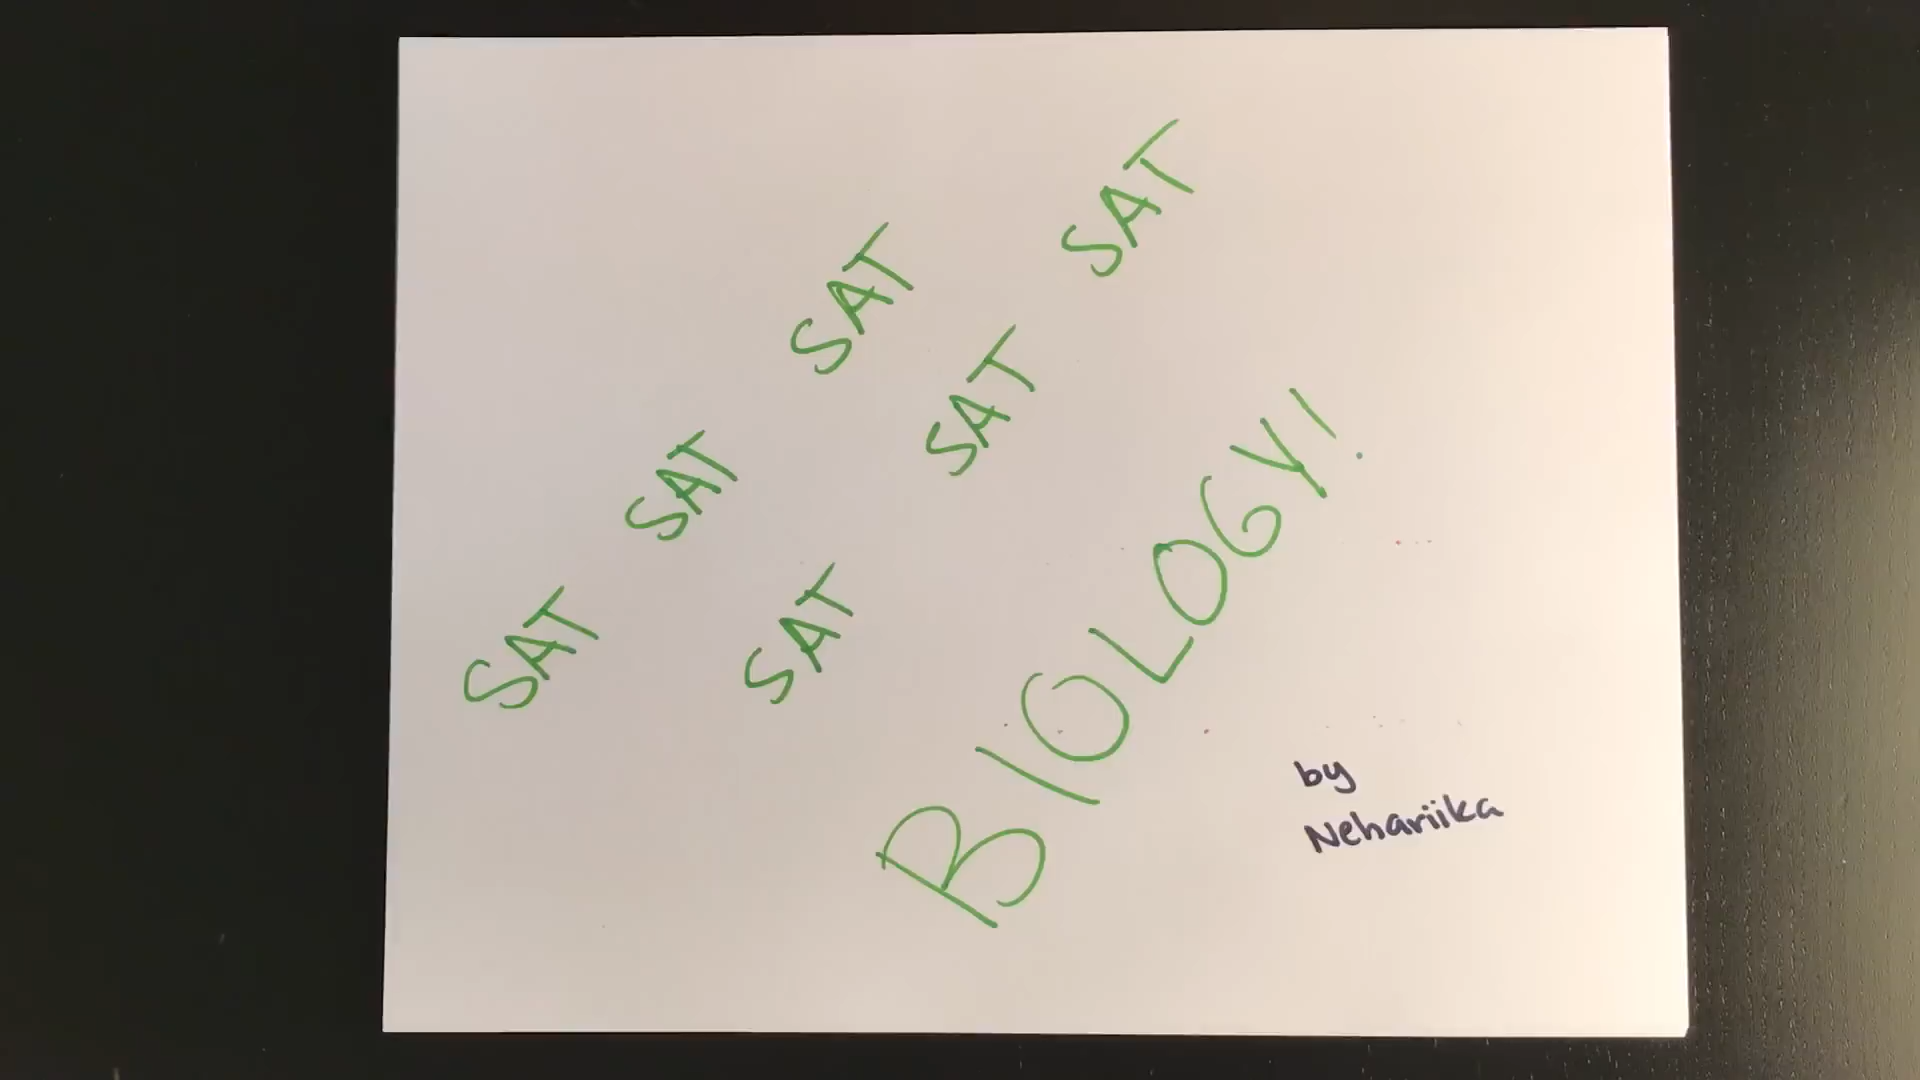 SAT SAT SAT SAT
SAT SAT
BIOLOGY!
by
Nehariika